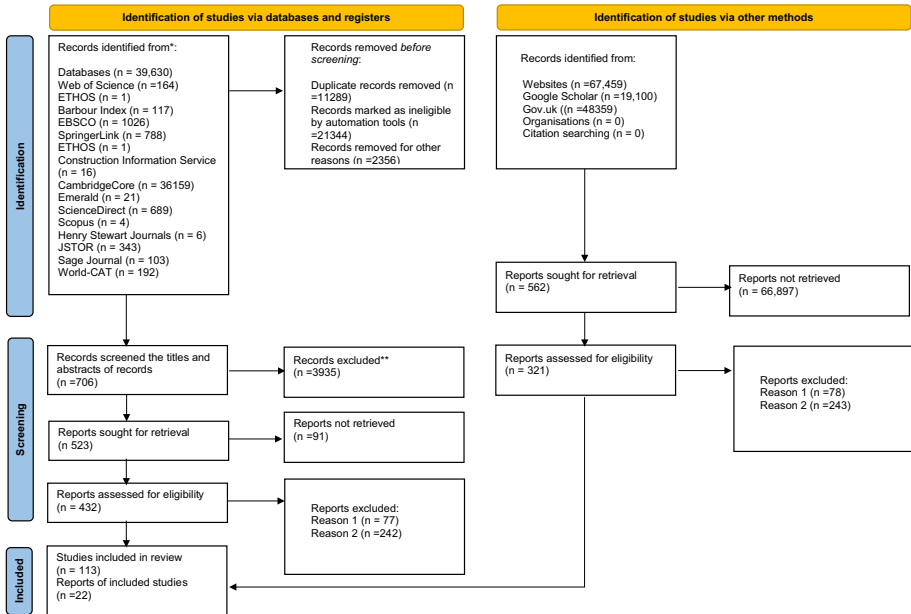 Identification of studies via databases and registers
Identification of studies via other methods
Identification
Records identified from*:
Databases (n = 39,630)
Web of Science (n =164)
ETHOS (n = 1)
Barbour Index (n = 117)
EBSCO (n = 1026)
SpringerLink (n = 788)
ETHOS (n = 1)
Construction Information Service
(n = 16)
CambridgeCore (n = 36159)
Emerald (n = 21)
ScienceDirect (n = 689)
Scopus (n = 4)
Henry Stewart Journals (n = 6)
JSTOR (n = 343)
Sage Journal (n = 103)
World-CAT (n = 192)
Records removed before
screening:
Duplicate records removed (n
=11289)
Records marked as ineligible
by automation tools (n
=21344)
Records removed for other
reasons (n =2356)
Records identified from:
Websites (n =67,459)
Google Scholar (n =19,100)
Gov.uk ((n =48359)
Organisations (n = 0)
Citation searching (n = 0)
Reports sought for retrieval
(n = 562)
Reports not retrieved
(n = 66,897)
Screening
Records screened the titles and
abstracts of records
(n =706)
Records excluded**
(n =3935)
Reports assessed for eligibility
(n = 321)
Reports excluded:
Reason 1 (n =78)
Reason 2 (n =243)
Reports sought for retrieval
(n 523)
Reports not retrieved
(n =91)
Reports assessed for eligibility
(n = 432)
Reports excluded:
Reason 1 (n = 77)
Reason 2 (n =242)
Included
Studies included in review
(n = 113)
Reports of included studies
(n =22)